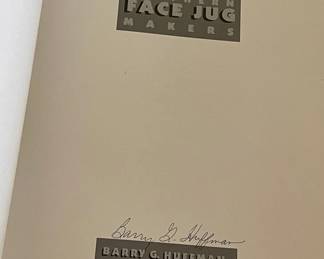 FACE JUG
MAKERS
Barry G. Huffman
BARRY G. HUFFMAN